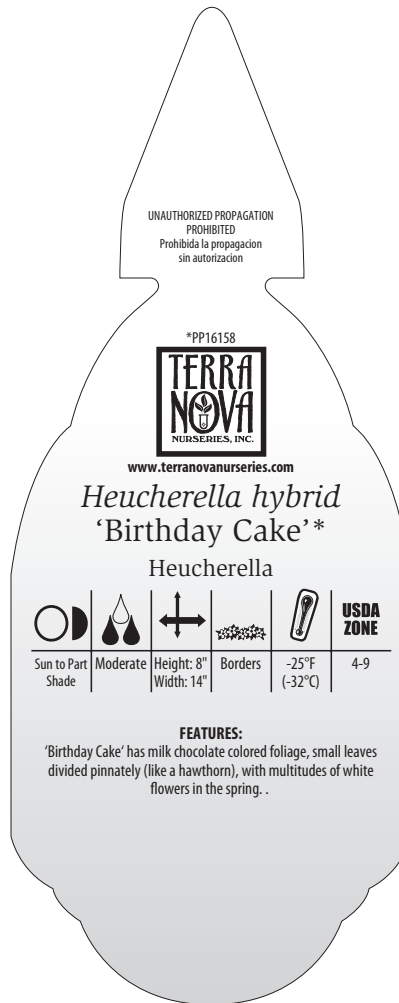 UNAUTHORIZED PROPAGATION
PROHIBITED
Prohibida la propagacion
sin autorizacion
*PP16158
TERRA
NOVA
NURSERIES, INC.
www.terranovanurseries.com
Heucherella hybrid
‘Birthday Cake’*
Heucherella
USDA
ZONE
Sun to Part
Shade
Moderate
Height: 8"
Width: 14"
Borders
-25°F
(-32°C)
4-9
FEATURES:
‘Birthday Cake‘ has milk chocolate colored foliage, small leaves
divided pinnately (like a hawthorn), with multitudes of white
flowers in the spring. .